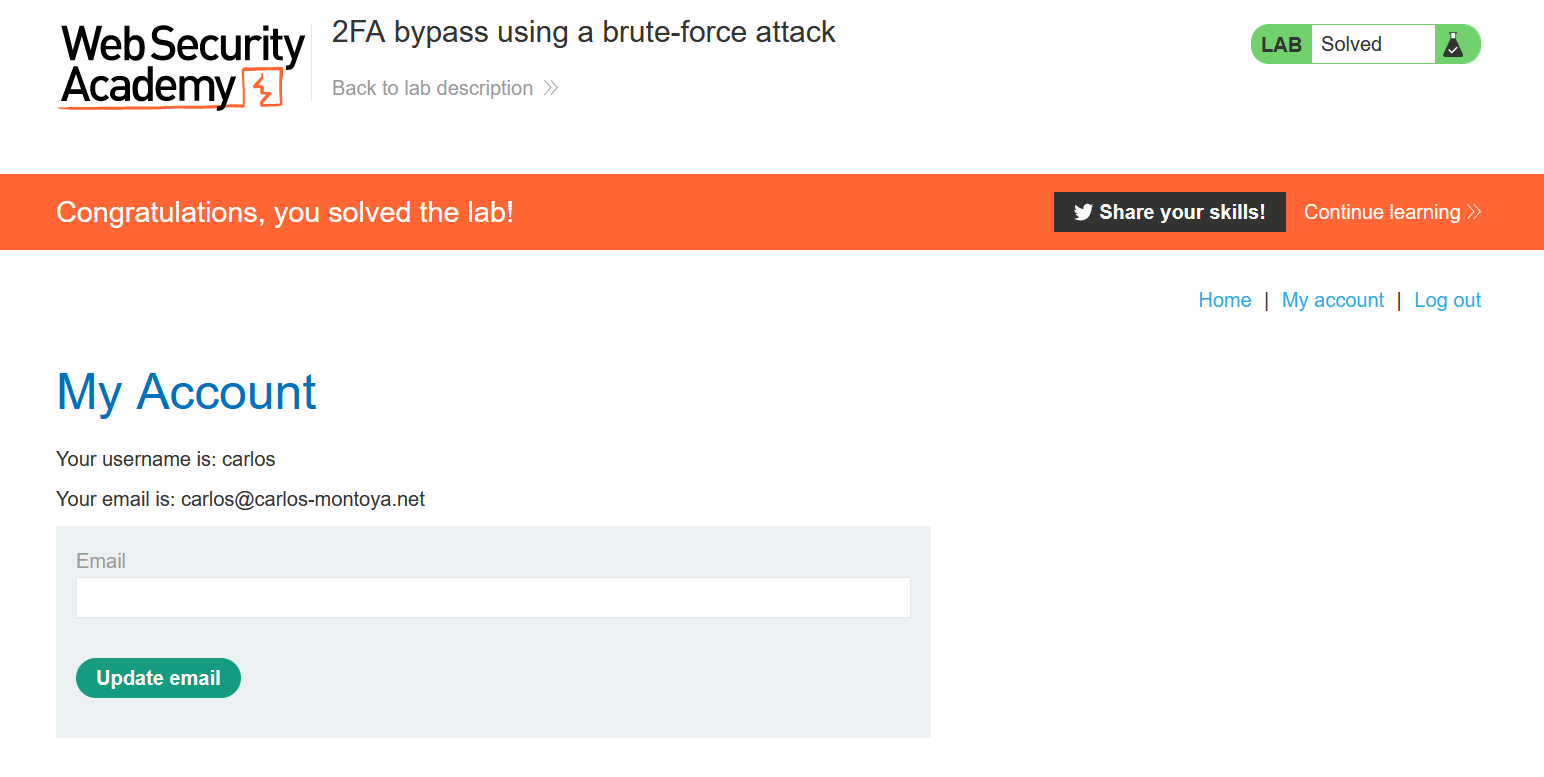 Web Security
Academy
2FA bypass using a brute-force attack
Back to lab description
LAB Solved
Congratulations, you solved the lab!
Share your skills!
Continue learning
Home | My account | Log out
My Account
Your username is: carlos
Your email is: carlos@carlos-montoya.net
Email
Update email